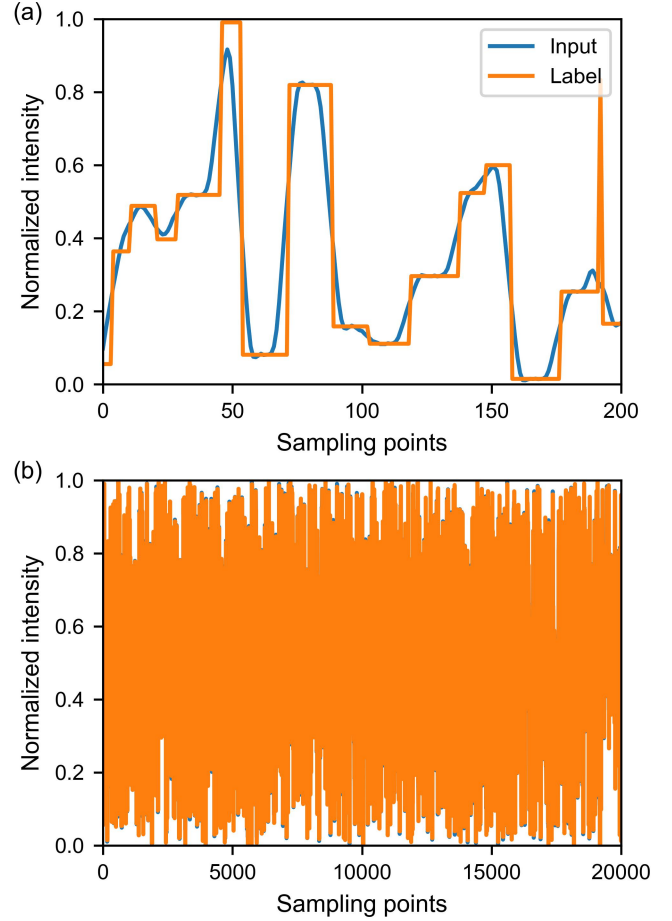 (a)
1.0
0.8
0.6
0.4
0.2
0.0
Normalized intensity
Input
Label
0
50
100
150
200
Sampling points
(b)
1.0
0.8
0.6
0.4
0.2
0.0
Normalized intensity
0
5000
10000
15000
20000
Sampling points